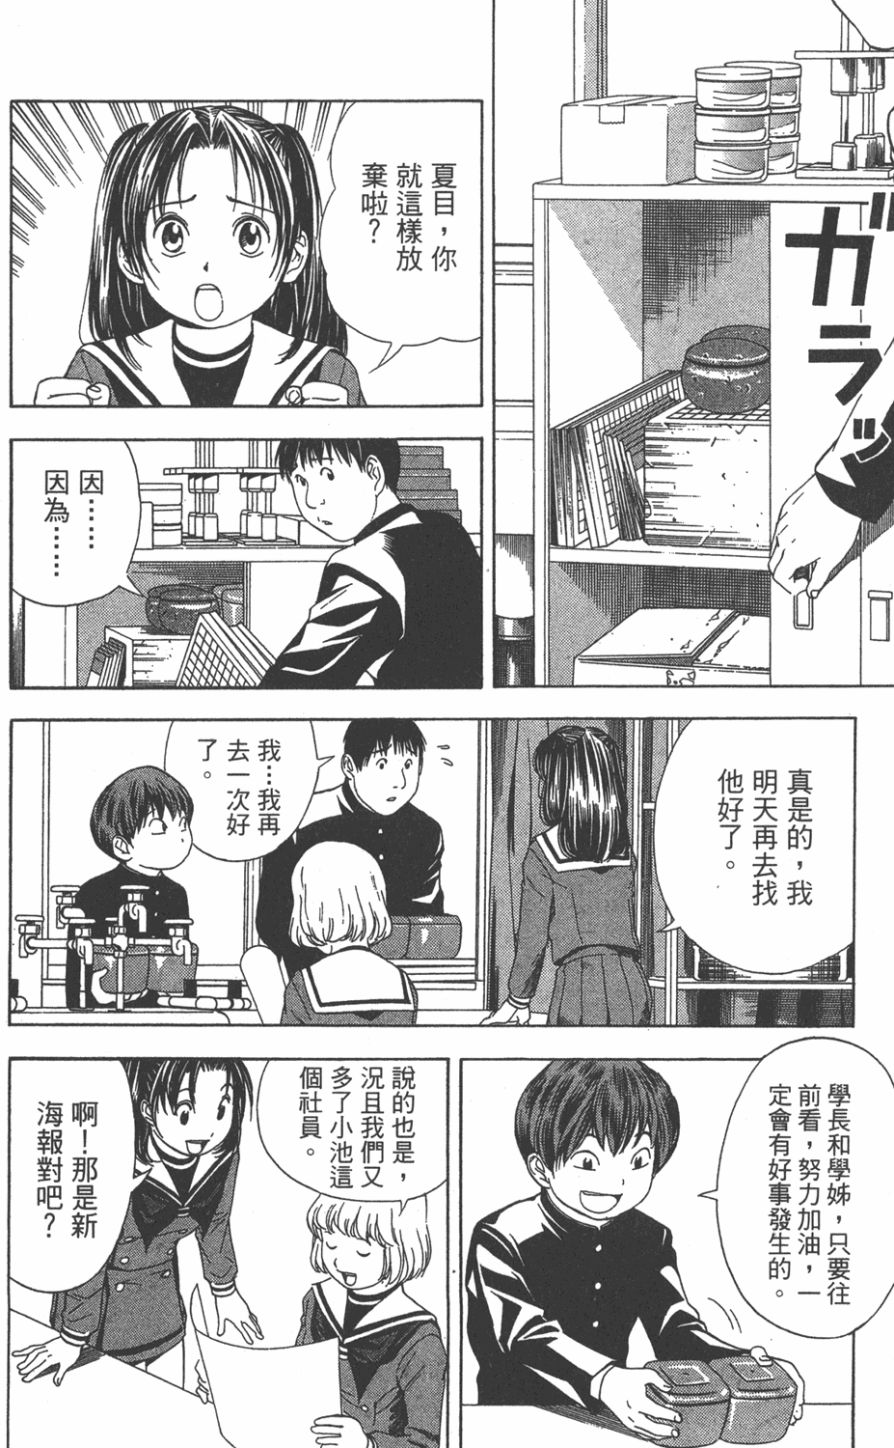 ガラッ
夏目，你
就這樣放
棄啦？
因……
因為……
真是的，我
明天再去找
他好了。
我…我再
去一次好
了。
學長和學姊，只要往
前看，努力加油，一
定會有好事發生的。
說的也是，
況且我們又
多了小池這
個社員。
啊！那是新
海報對吧？